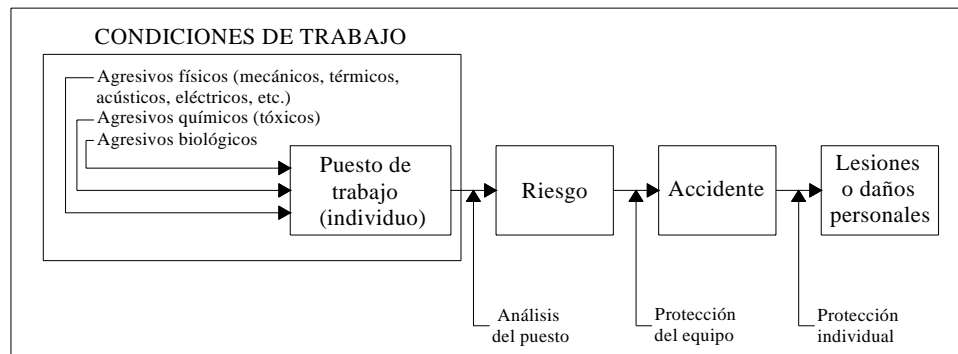 CONDICIONES DE TRABAJO
Agresivos físicos (mecánicos, térmicos,
acústicos, eléctricos, etc.)
Agresivos químicos (tóxicos)
Agresivos biológicos
Puesto de
trabajo
(individuo)
Riesgo
Accidente
Lesiones
o daños
personales
Análisis
del puesto
Protección
del equipo
Protección
individual